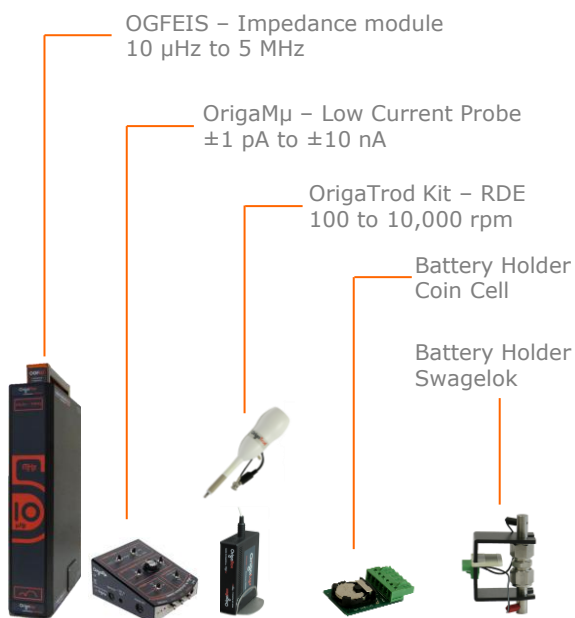 OGFEIS – Impedance module
10 µHz to 5 MHz
OrigaMµ – Low Current Probe
±1 pA to ±10 nA
OrigaTrod Kit – RDE
100 to 10,000 rpm
Battery Holder
Coin Cell
Battery Holder
Swagelok